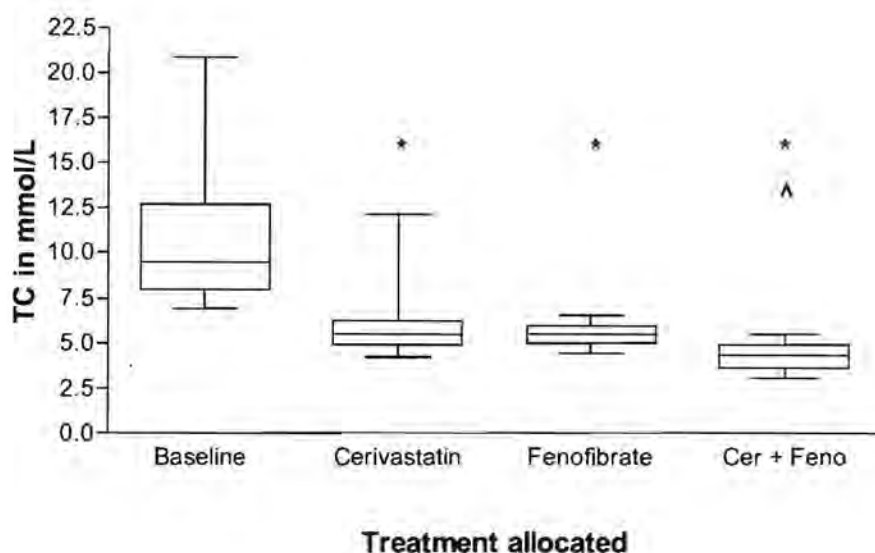 22.5
20.0
17.5
15.0
12.5
10.0
7.5
5.0
2.5
0.0
TC in mmol/L
* * *
^
Baseline Cerivastatin Fenofibrate Cer + Feno
Treatment allocated